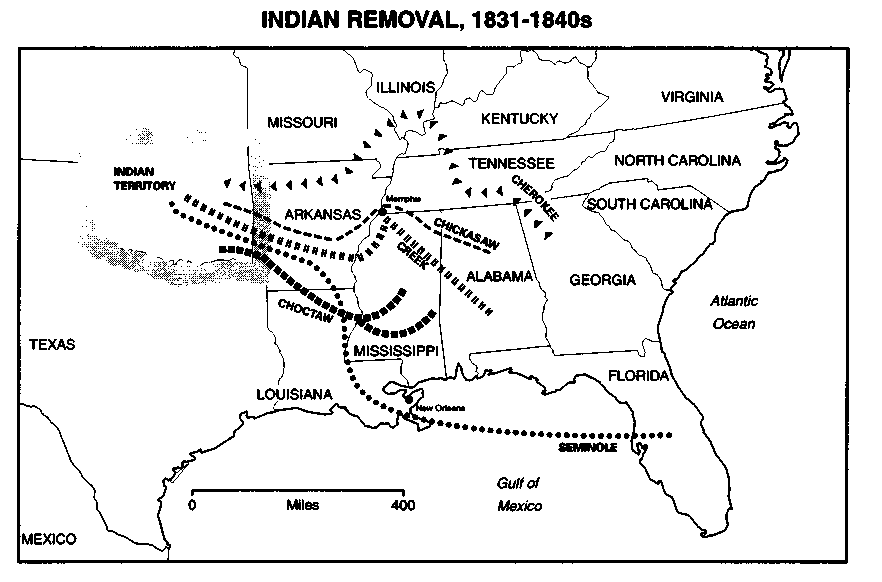 INDIAN REMOVAL, 1831-1840s
ILLINOIS
VIRGINIA
MISSOURI
KENTUCKY
INDIAN
TERRITORY
TENNESSEE
NORTH CAROLINA
CHEROKEE
Memphis
ARKANSAS
SOUTH CAROLINA
CHICKASAW
CREEK
ALABAMA
GEORGIA
CHOCTAW
Atlantic
Ocean
TEXAS
MISSISSIPPI
FLORIDA
LOUISIANA
New Orleans
SEMINOLE
Gulf of
Mexico
0 Miles 400
MEXICO